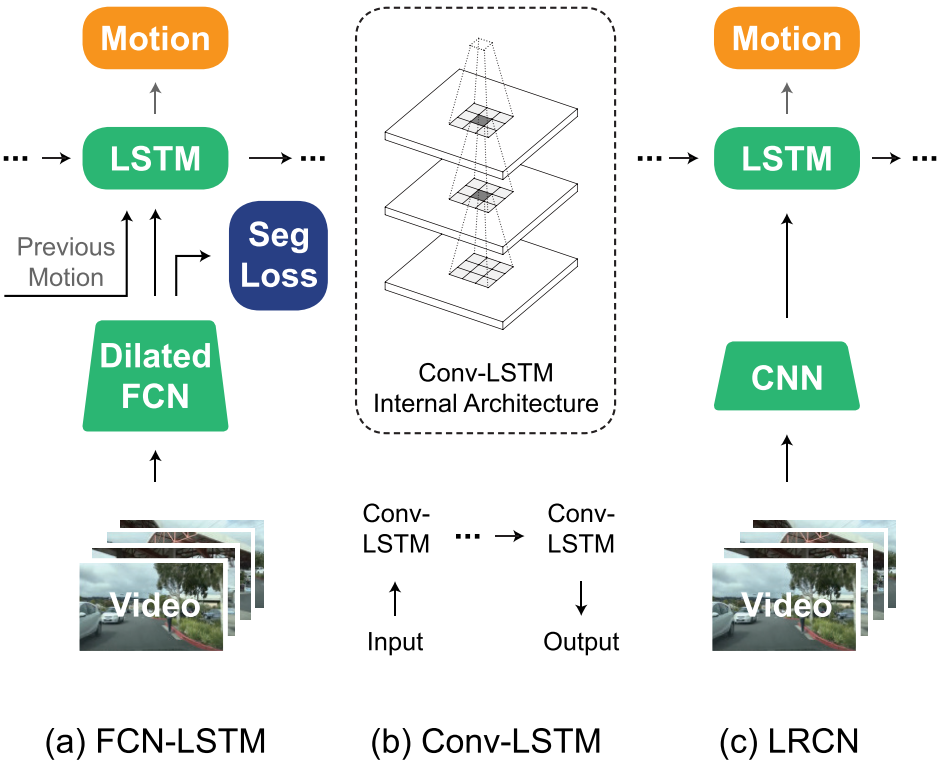 Motion
...
LSTM
...
Previous
Motion
Seg
Loss
Dilated
FCN
Video
(a) FCN-LSTM
Conv-LSTM
Internal Architecture
Conv-
LSTM
...
Conv-
LSTM
Input
Output
(b) Conv-LSTM
Motion
...
LSTM
...
CNN
Video
(c) LRCN